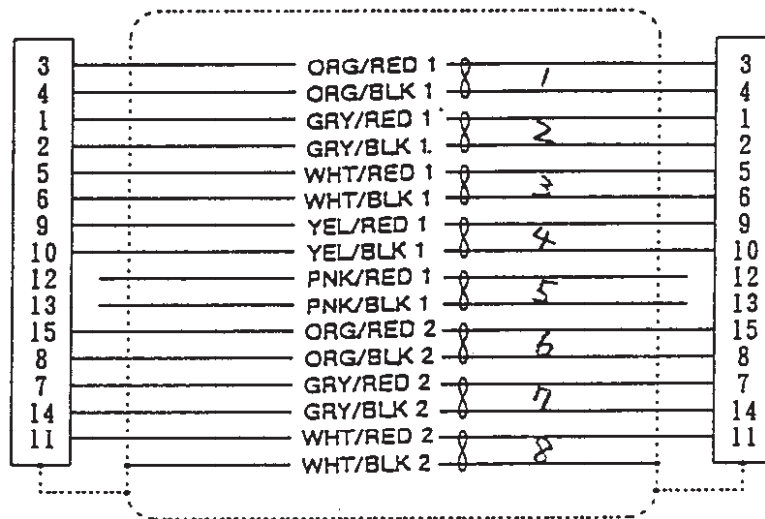 3 ORG/RED 1 3
4 ORG/BLK 1 1 4
1 GRY/RED 1 1
2 GRY/BLK 1. 2 2
5 WHT/RED 1 5
6 WHT/BLK 1 3 6
9 YEL/RED 1 9
10 YEL/BLK 1 4 10
12 PNK/RED 1 12
13 PNK/BLK 1 5 13
15 ORG/RED 2 15
8 ORG/BLK 2 6 8
7 GRY/RED 2 7
14 GRY/BLK 2 7 14
11 WHT/RED 2 11
WHT/BLK 2 8